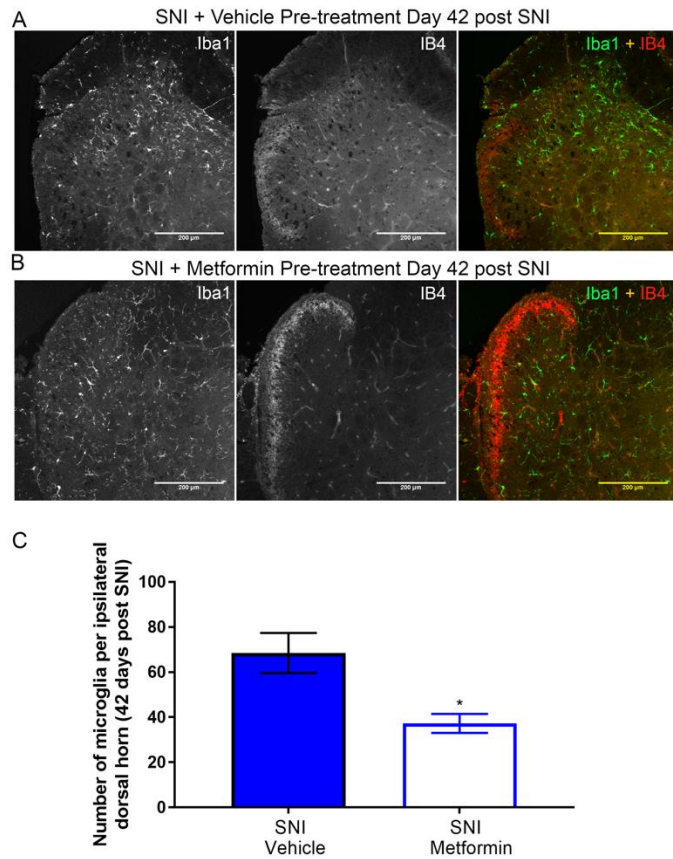 A
SNI + Vehicle Pre-treatment Day 42 post SNI
Iba1
IB4
Iba1 + IB4
200 µm
200 µm
200 µm
B
SNI + Metformin Pre-treatment Day 42 post SNI
Iba1
IB4
Iba1 + IB4
200 µm
200 µm
200 µm
C
Number of microglia per ipsilateral
dorsal horn (42 days post SNI)
100
80
60
40
20
0
*
SNI
Vehicle
SNI
Metformin